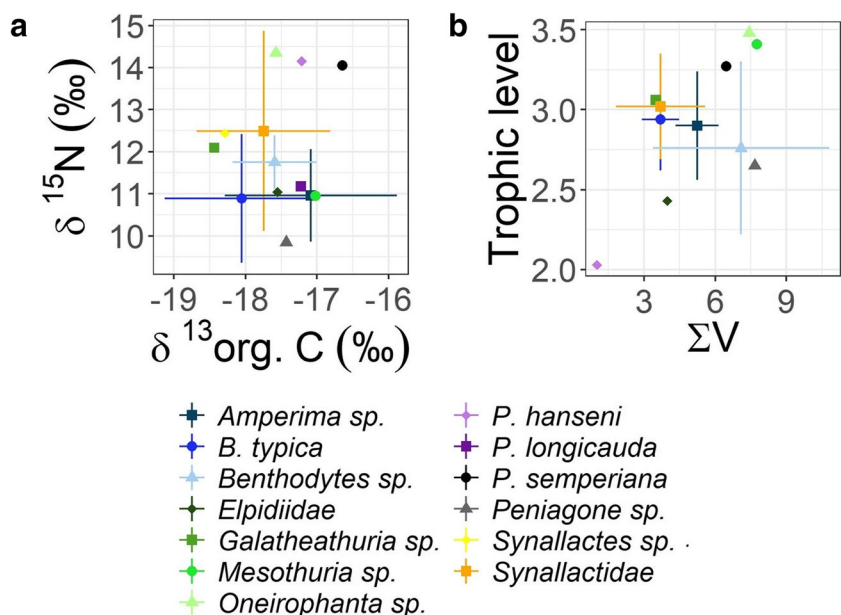 a
15
14
13
12
11
10
δ 15N (‰)
-19 -18 -17 -16
δ 13org. C (‰)
b
3.5
3.0
2.5
2.0
Trophic level
3 6 9
ΣV
Amperima sp.
B. typica
Benthodytes sp.
Elpidiidae
Galatheathuria sp.
Mesothuria sp.
Oneirophanta sp.
P. hanseni
P. longicauda
P. semperiana
Peniagone sp.
Synallactes sp. .
Synallactidae